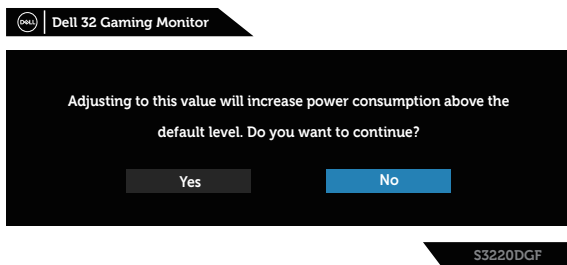 DELL
Dell 32 Gaming Monitor
Adjusting to this value will increase power consumption above the
default level. Do you want to continue?
Yes
No
S3220DGF